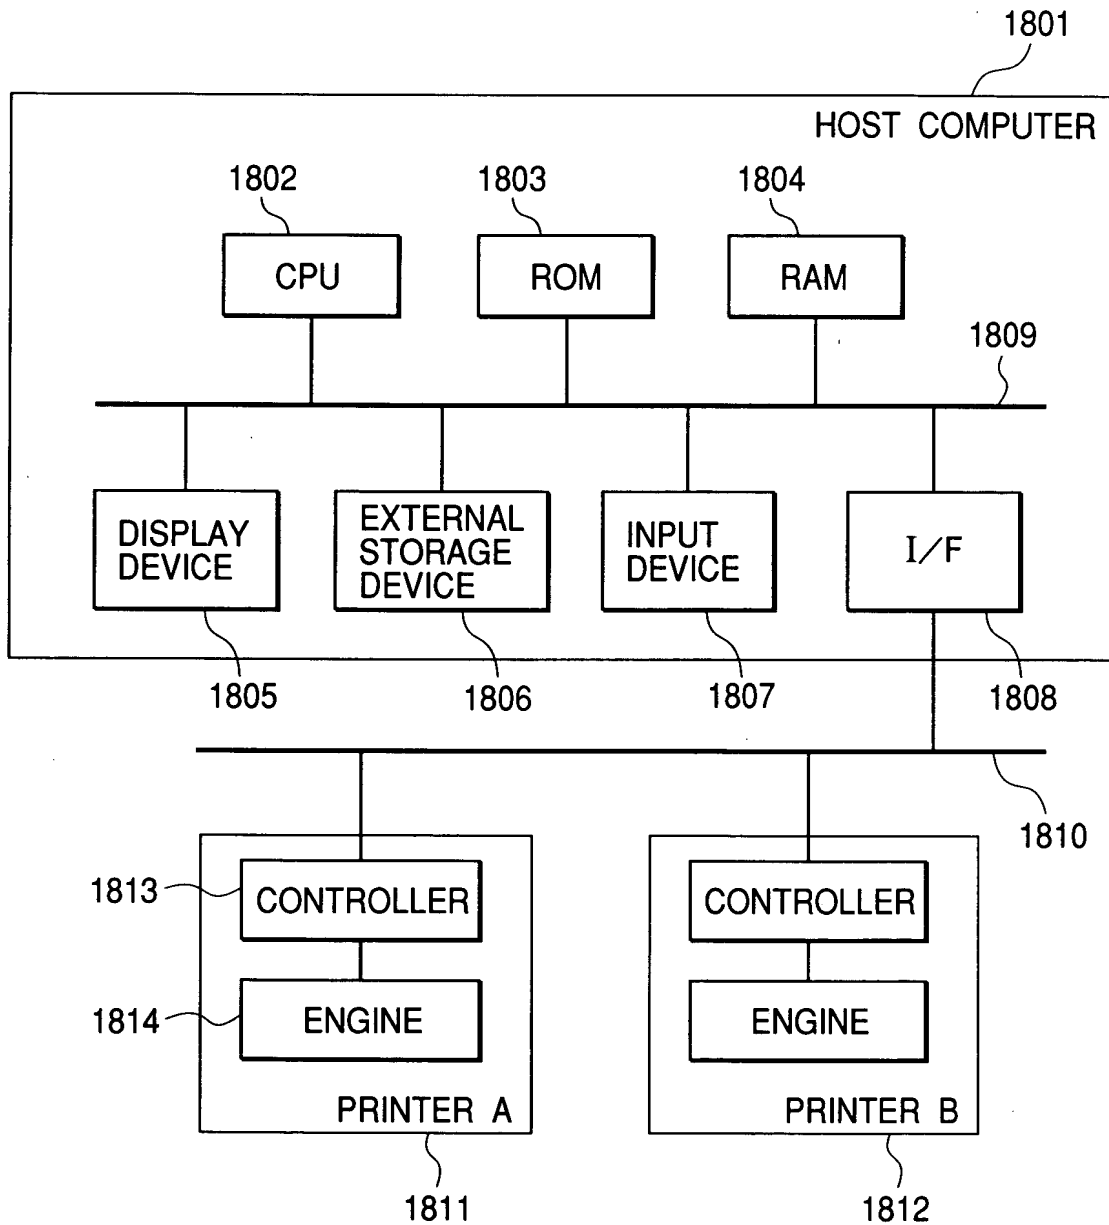 1801
HOST COMPUTER
1802
1803
1804
CPU
ROM
RAM
1809
DISPLAY
DEVICE
EXTERNAL
STORAGE
DEVICE
INPUT
DEVICE
I/F
1805
1806
1807
1808
1810
1813
CONTROLLER
CONTROLLER
1814
ENGINE
ENGINE
PRINTER A
PRINTER B
1811
1812